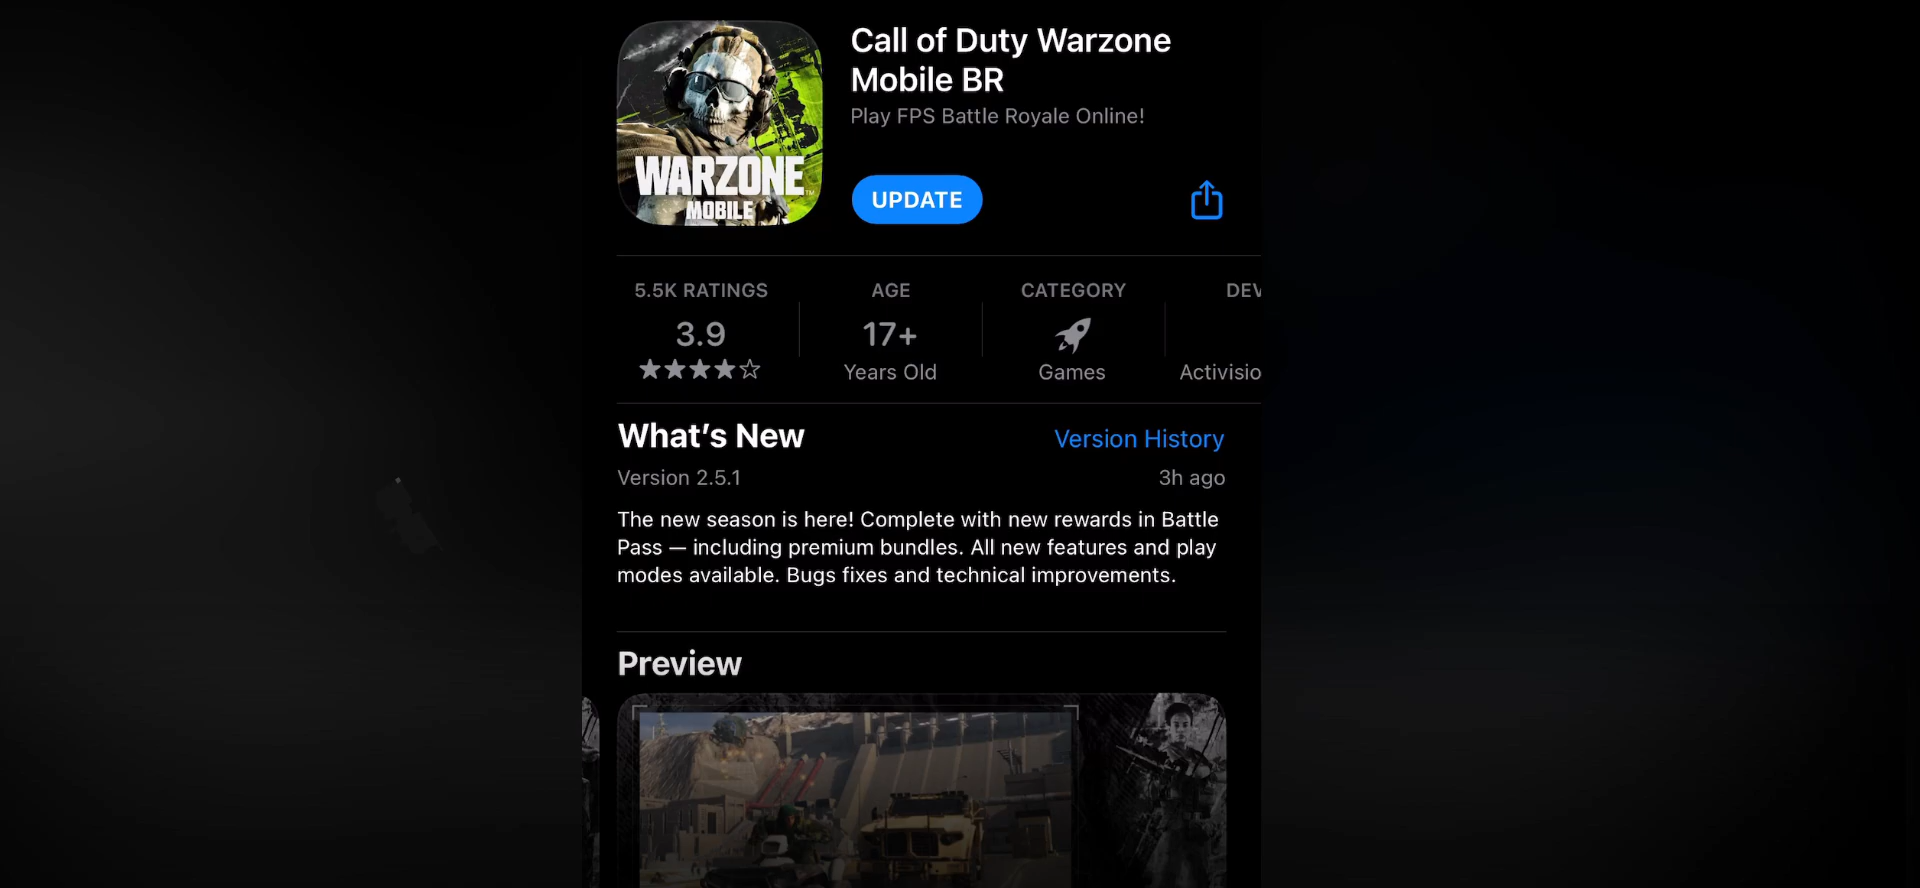 Call of Duty Warzone
Mobile BR
Play FPS Battle Royale Online!
WARZONE
MOBILE
UPDATE
5.5K RATINGS
3.9
AGE
17+
Years Old
CATEGORY
Games
DEV
Activisio
What's New
Version History
Version 2.5.1
3h ago
The new season is here! Complete with new rewards in Battle
Pass — including premium bundles. All new features and play
modes available. Bugs fixes and technical improvements.
Preview